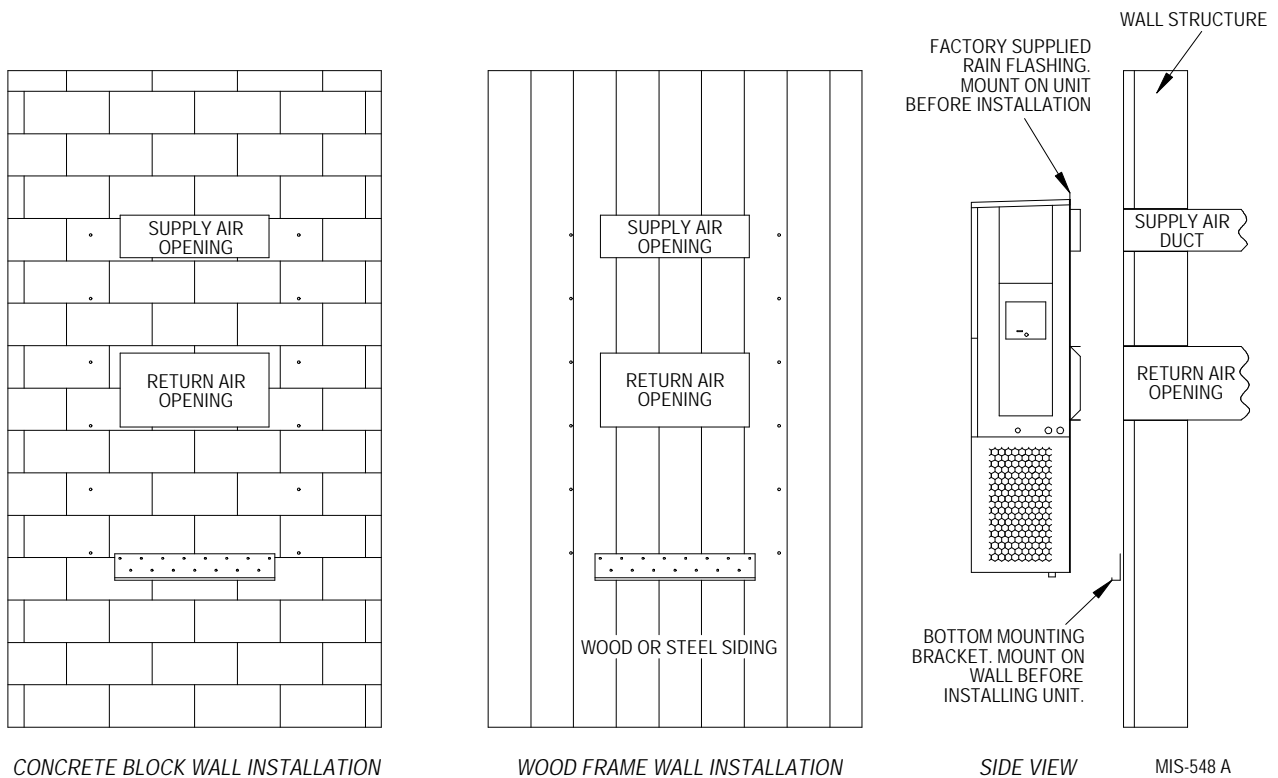 WALL STRUCTURE
FACTORY SUPPLIED
RAIN FLASHING.
MOUNT ON UNIT
BEFORE INSTALLATION
SUPPLY AIR
OPENING
SUPPLY AIR
OPENING
SUPPLY AIR
DUCT
RETURN AIR
OPENING
RETURN AIR
OPENING
RETURN AIR
OPENING
WOOD OR STEEL SIDING
BOTTOM MOUNTING
BRACKET. MOUNT ON
WALL BEFORE
INSTALLING UNIT.
CONCRETE BLOCK WALL INSTALLATION
WOOD FRAME WALL INSTALLATION
SIDE VIEW
MIS-548 A